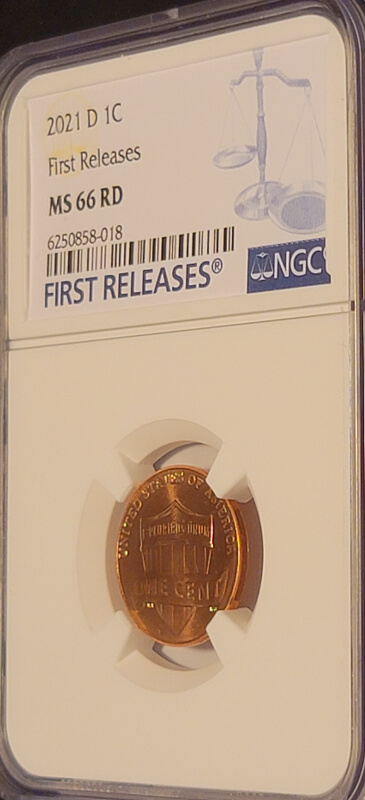 2021 D 1C
First Releases
MS 66 RD
6250858-018
FIRST RELEASES®
NGC
UNITED STATES OF AMERICA
E PLURIBUS UNUM
ONE CENT